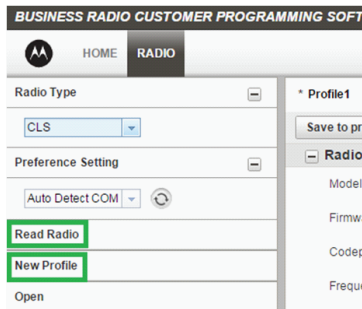 BUSINESS RADIO CUSTOMER PROGRAMMING SOFT
HOME RADIO
Radio Type
CLS
Preference Setting
Auto Detect COM
Read Radio
New Profile
Open
* Profile1
Save to pr
Radio
Model
Firmw
Codep
Freque